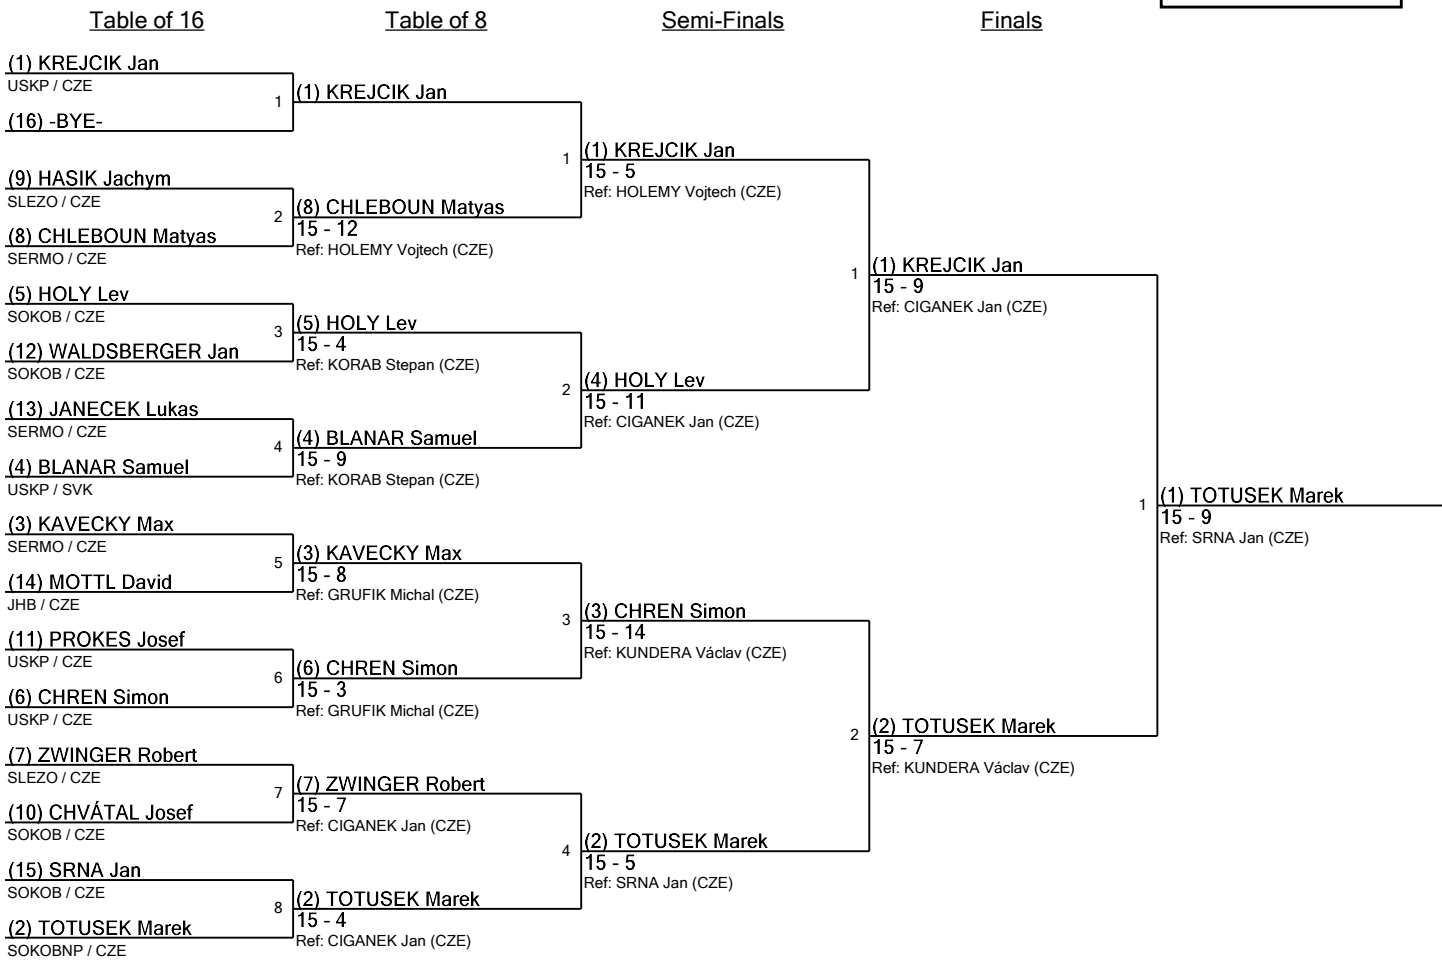 Table of 16
Table of 8
Semi-Finals
Finals
(1) KREJCIK Jan
USKP / CZE
(16) -BYE-
(9) HASIK Jachym
SLEZO / CZE
(8) CHLEBOUN Matyas
SERMO / CZE
(5) HOLY Lev
SOKOB / CZE
(12) WALDSBERGER Jan
SOKOB / CZE
(13) JANECEK Lukas
SERMO / CZE
(4) BLANAR Samuel
USKP / SVK
(3) KAVECKY Max
SERMO / CZE
(14) MOTTL David
JHB / CZE
(11) PROKES Josef
USKP / CZE
(6) CHREN Simon
USKP / CZE
(7) ZWINGER Robert
SLEZO / CZE
(10) CHVÁTAL Josef
SOKOB / CZE
(15) SRNA Jan
SOKOB / CZE
(2) TOTUSEK Marek
SOKOBNP / CZE
1
(1) KREJCIK Jan
2
(8) CHLEBOUN Matyas
15 - 12
Ref: HOLEMY Vojtech (CZE)
3
(5) HOLY Lev
15 - 4
Ref: KORAB Stepan (CZE)
4
(4) BLANAR Samuel
15 - 9
Ref: KORAB Stepan (CZE)
5
(3) KAVECKY Max
15 - 8
Ref: GRUFIK Michal (CZE)
6
(6) CHREN Simon
15 - 3
Ref: GRUFIK Michal (CZE)
7
(7) ZWINGER Robert
15 - 7
Ref: CIGANEK Jan (CZE)
8
(2) TOTUSEK Marek
15 - 4
Ref: CIGANEK Jan (CZE)
1
(1) KREJCIK Jan
15 - 5
Ref: HOLEMY Vojtech (CZE)
2
(4) HOLY Lev
15 - 11
Ref: CIGANEK Jan (CZE)
3
(3) CHREN Simon
15 - 14
Ref: KUNDERA Václav (CZE)
4
(2) TOTUSEK Marek
15 - 5
Ref: SRNA Jan (CZE)
1
(1) KREJCIK Jan
15 - 9
Ref: CIGANEK Jan (CZE)
2
(2) TOTUSEK Marek
15 - 7
Ref: KUNDERA Václav (CZE)
1
(1) TOTUSEK Marek
15 - 9
Ref: SRNA Jan (CZE)